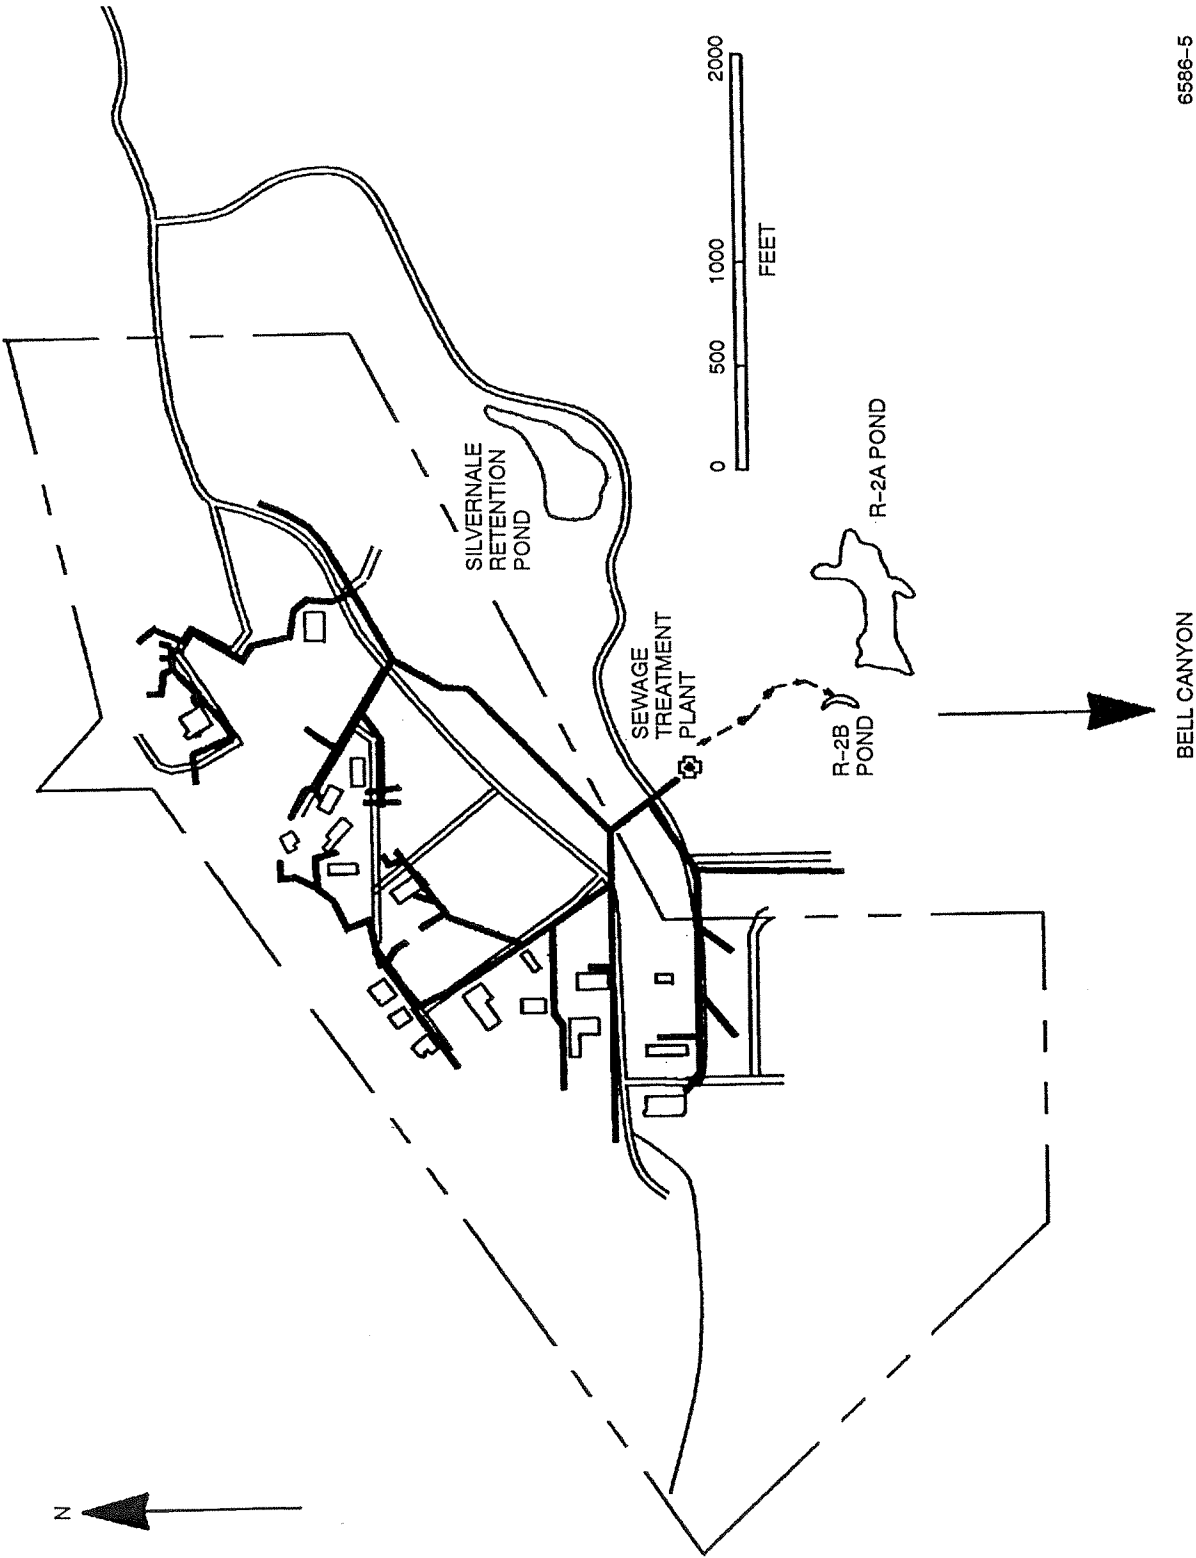 N
SILVERNALE
RETENTION
POND
SEWAGE
TREATMENT
PLANT
0 500 1000 2000
FEET
R-2A POND
R-2B
POND
BELL CANYON
6586-5